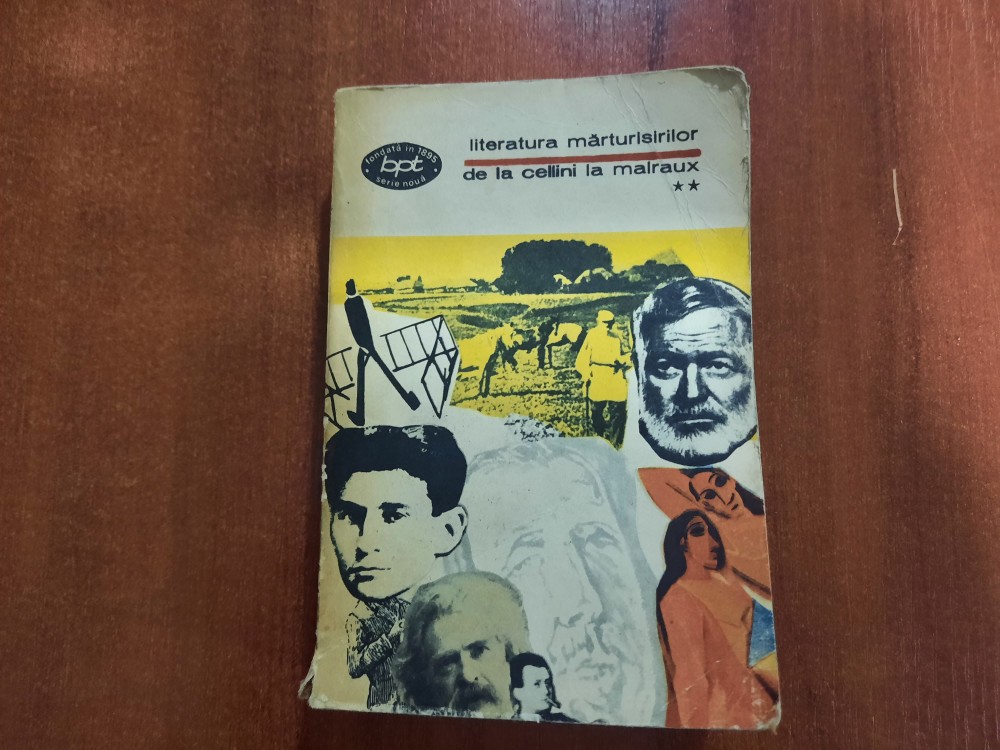 fondată în 1895
bpt
serie nouă
literatura mărturisirilor
de la cellini la malraux
**